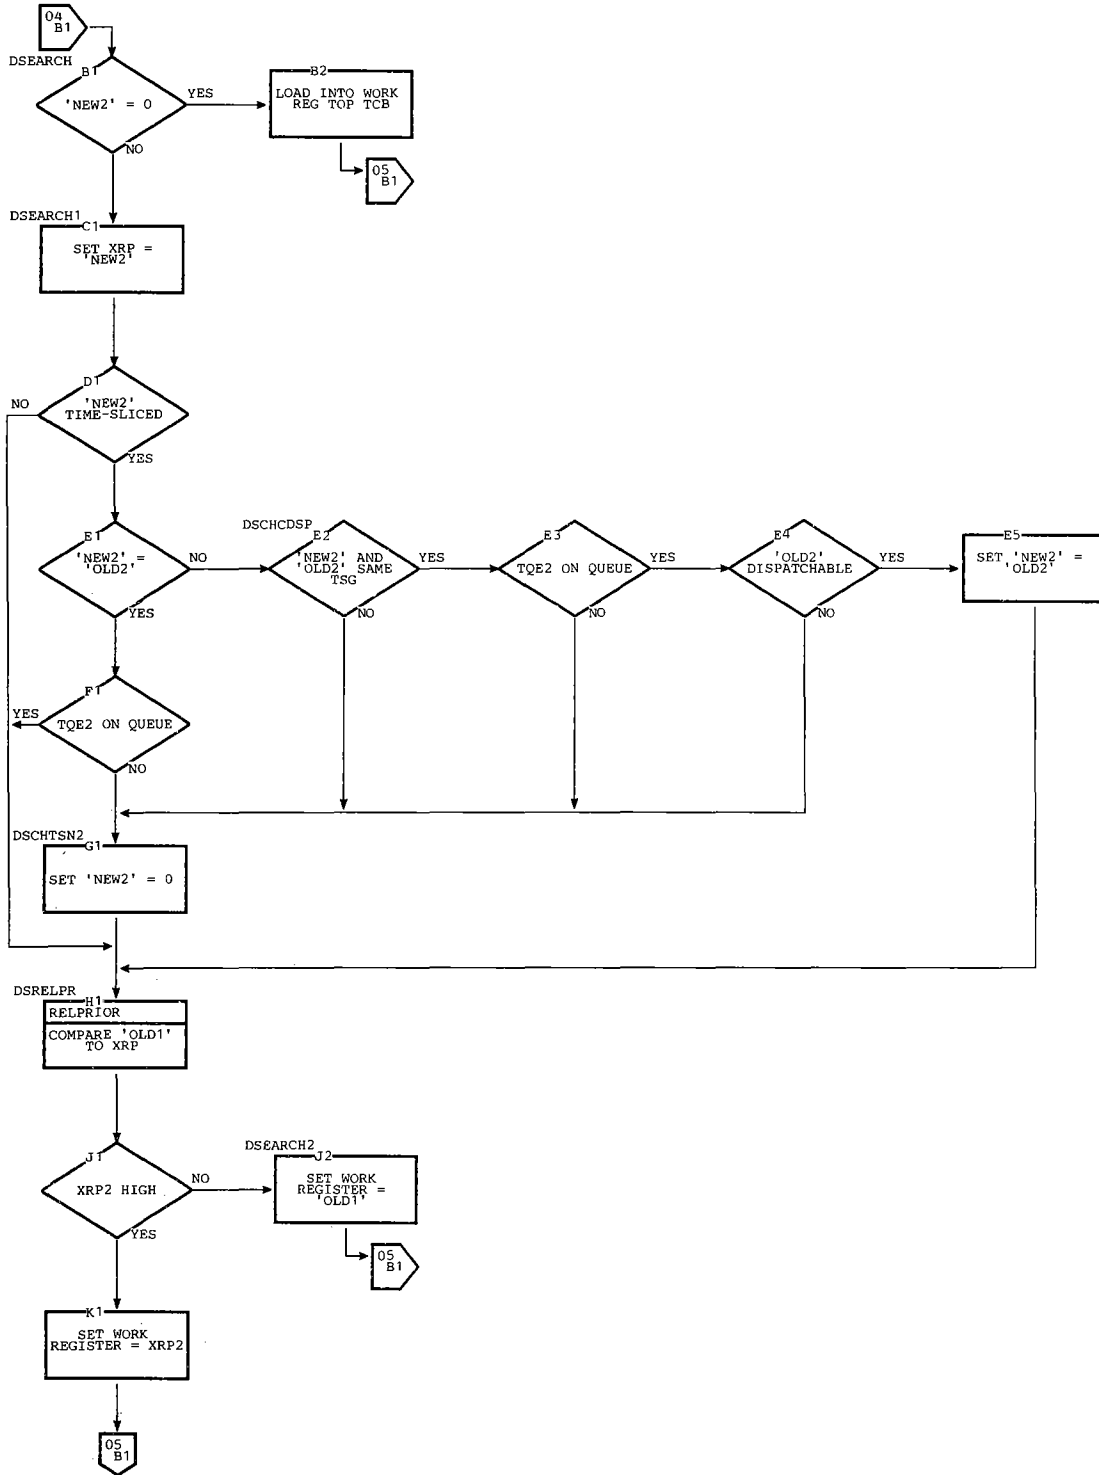 04
B1
DSEARCH
B1
'NEW2' = 0
YES
NO
B2
LOAD INTO WORK
REG TOP TCB
05
B1
DSEARCH1
C1
SET XRP =
'NEW2'
D1
'NEW2'
TIME-SLICED
NO
YES
E1
'NEW2'=
'OLD2'
NO
YES
DSCHCDSP
E2
'NEW2' AND
'OLD2' SAME
TSG
YES
NO
E3
TQE2 ON QUEUE
YES
NO
E4
'OLD2'
DISPATCHABLE
YES
NO
E5
SET 'NEW2' =
'OLD2'
F1
TQE2 ON QUEUE
YES
NO
DSCHTSN2
G1
SET 'NEW2' = 0
DSRELPR
H1
RELPRIOR
COMPARE 'OLD1'
TO XRP
J1
XRP2 HIGH
NO
YES
DSEARCH2
J2
SET WORK
REGISTER =
'OLD1'
05
B1
K1
SET WORK
REGISTER = XRP2
05
B1